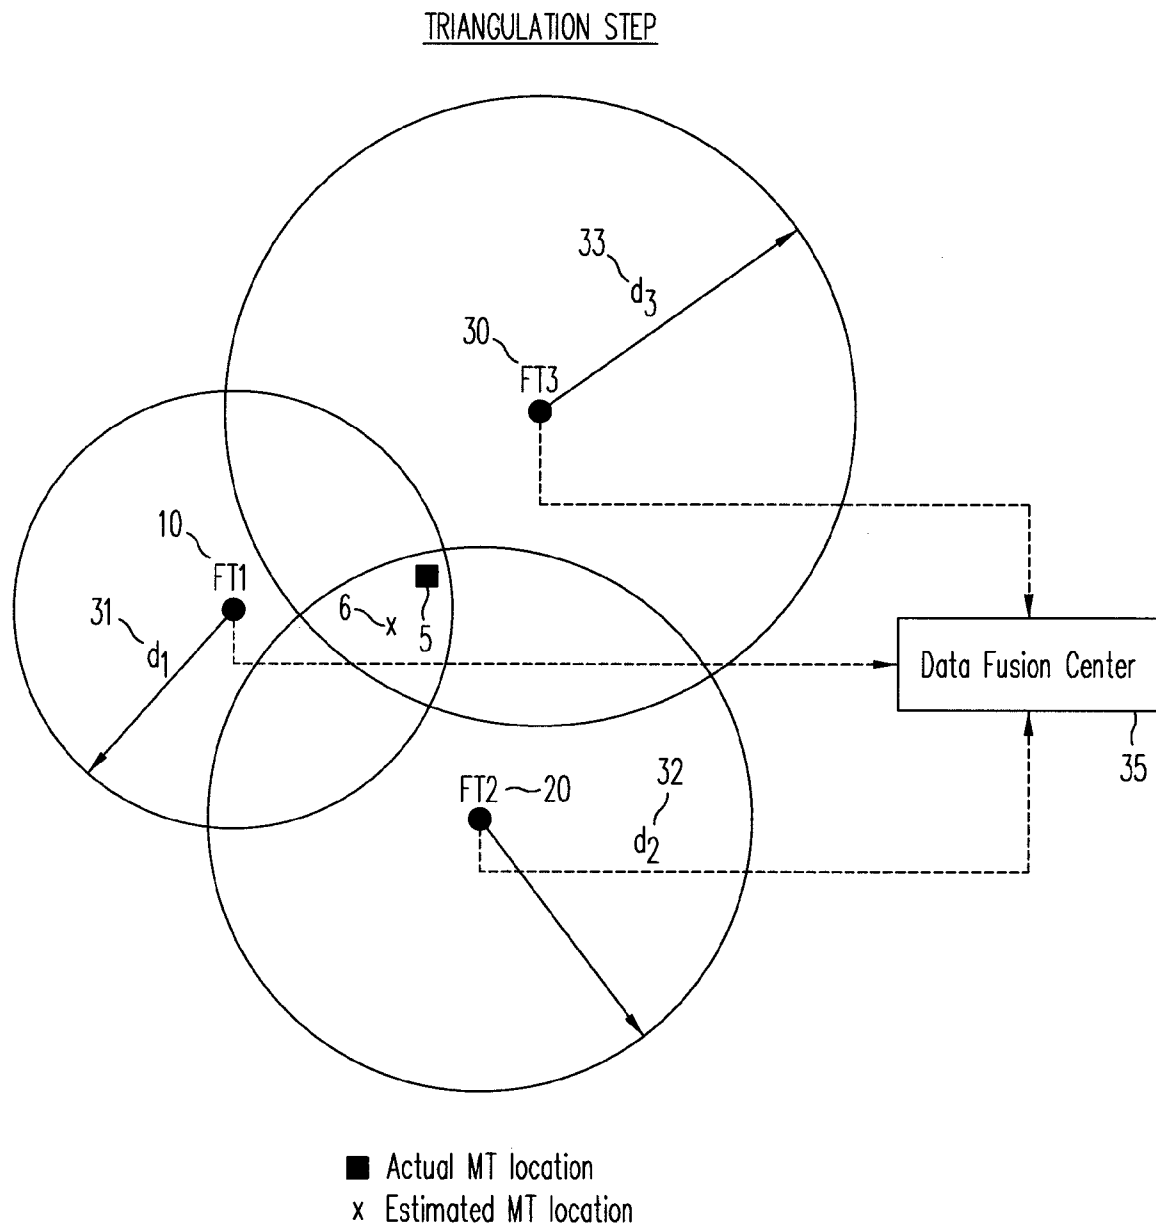 TRIANGULATION STEP
33
d3
30
FT3
10
FT1
31
d1
6
x
5
Data Fusion Center
35
FT2
20
32
d2
Actual MT location
x Estimated MT location